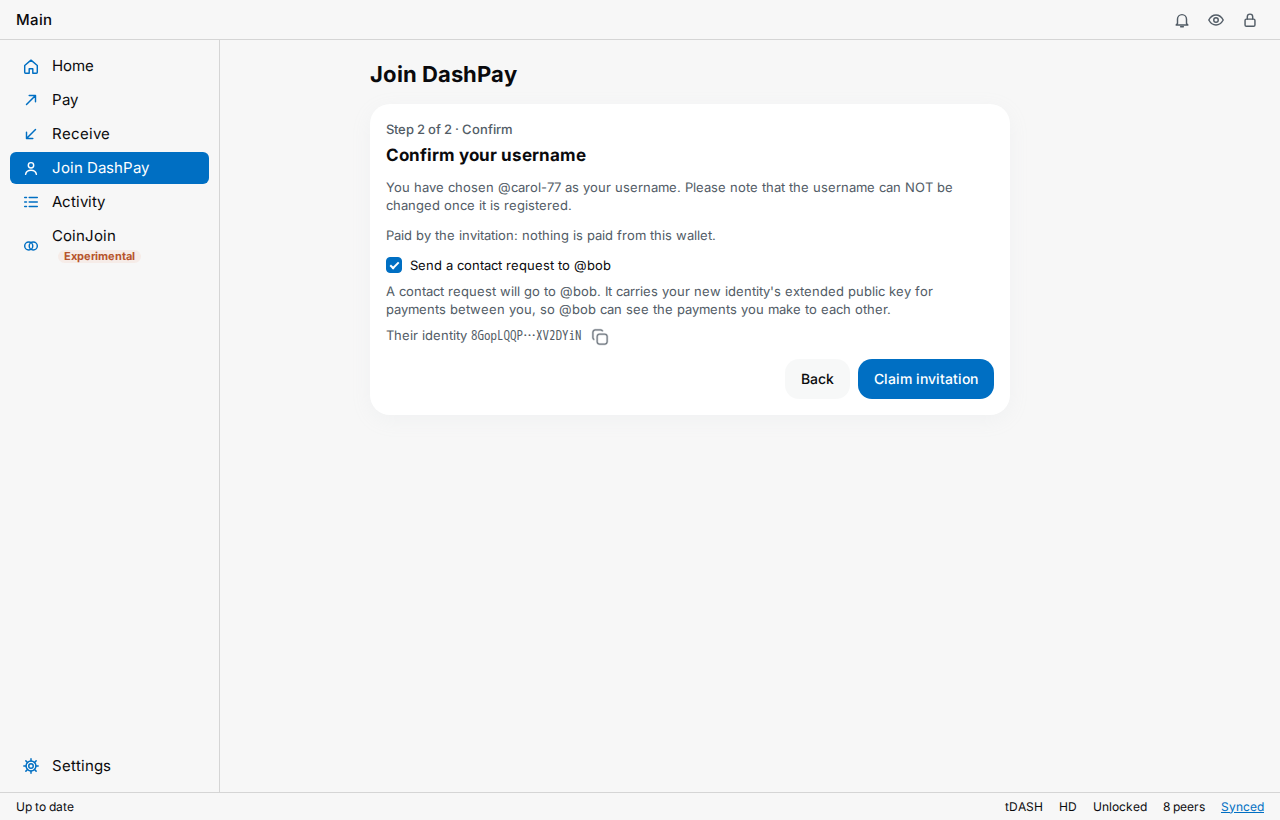 Main
Home
Pay
Receive
Join DashPay
Activity
CoinJoin
Experimental
Settings
Join DashPay
Step 2 of 2 · Confirm
Confirm your username
You have chosen @carol-77 as your username. Please note that the username can NOT be
changed once it is registered.
Paid by the invitation: nothing is paid from this wallet.
Send a contact request to @bob
A contact request will go to @bob. It carries your new identity's extended public key for
payments between you, so @bob can see the payments you make to each other.
Their identity 8GopLQQP⋯XV2DYiN
Back
Claim invitation
Up to date
tDASH
HD
Unlocked
8 peers
Synced